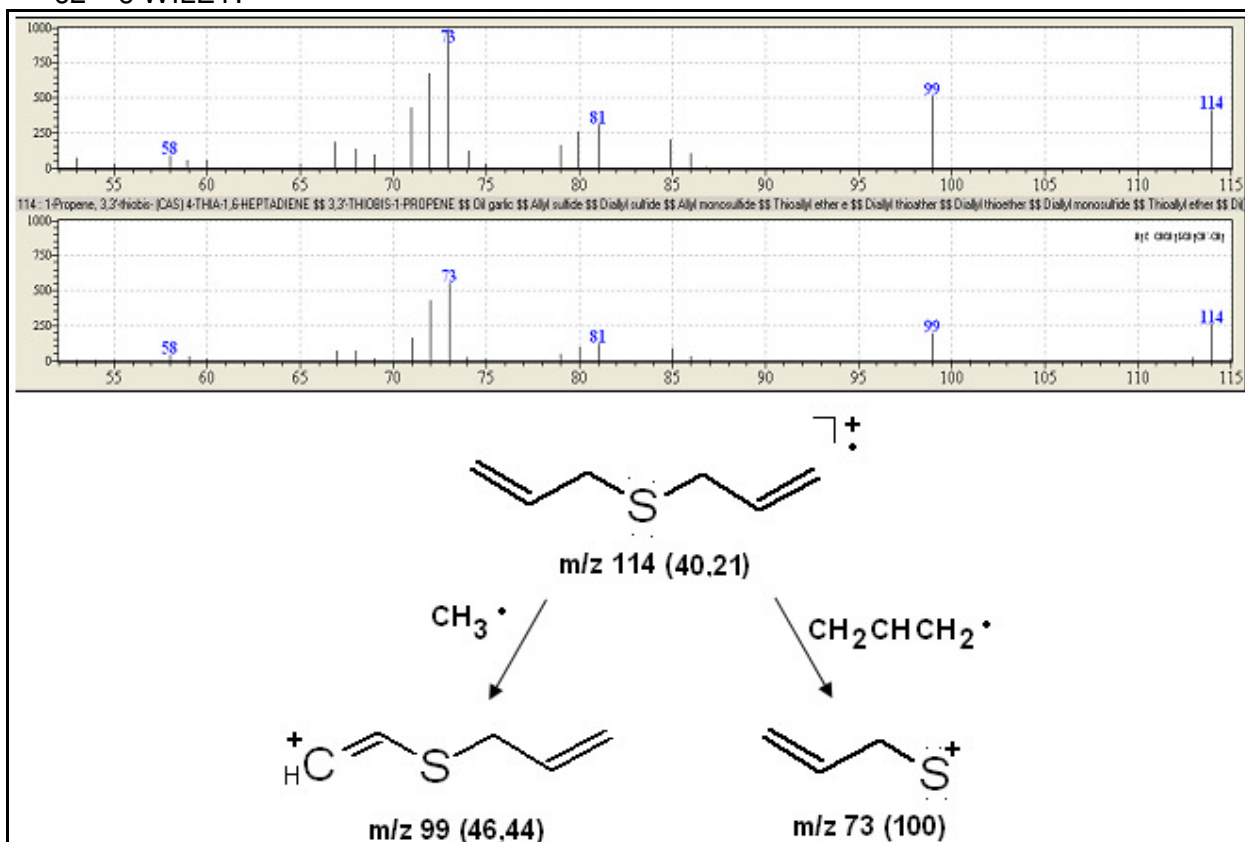 1000
73
750
99
500
114
81
250
58
0
55 60 65 70 75 80 85 90 95 100 105 110 115
114 : 1-Propene, 3,3'-thiobis- (CAS) 4-THIA-1,6-HEPTADIENE $$ 3,3'-THIOBIS-1-PROPENE $$ Oil garlic $$ Allyl sulfide $$ Diallyl sulfide $$ Allyl monosulfide $$ Thioallyl ether e $$ Diallyl thioather $$ Diallyl thioether $$ Diallyl monosulfide $$ Thioallyl ether $$
1000
750
73
500
250
114
99
81
58
0
55 60 65 70 75 80 85 90 95 100 105 110 115
+
S
m/z 114 (40,21)
CH3 •
CH2CHCH2 •
+
HC S
S +
m/z 99 (46,44)
m/z 73 (100)